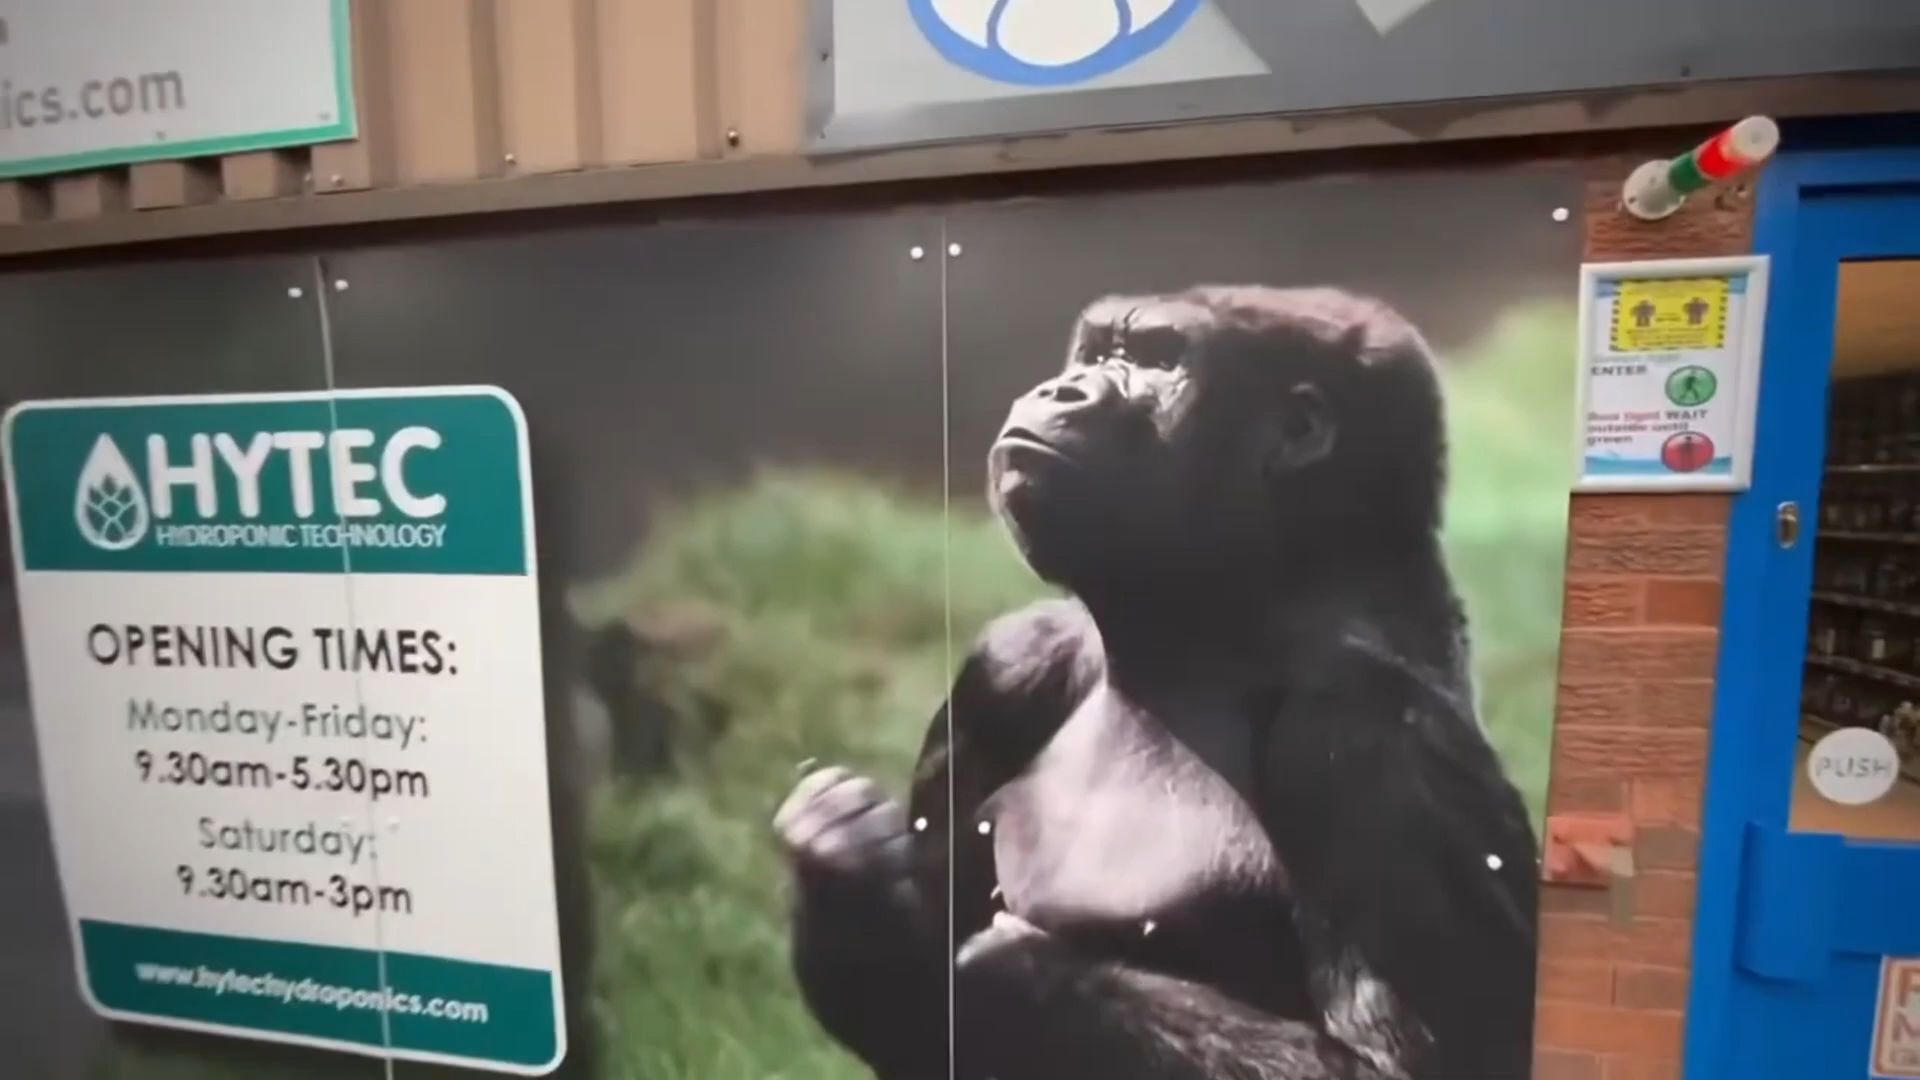 ics.com
HYTEC
HYDROPONIC TECHNOLOGY
OPENING TIMES:
Monday-Friday:
9.30am-5.30pm
Saturday:
9.30am-3pm
www.hytechydroponics.com
ENTER
WAIT
outside until
green
PUSH